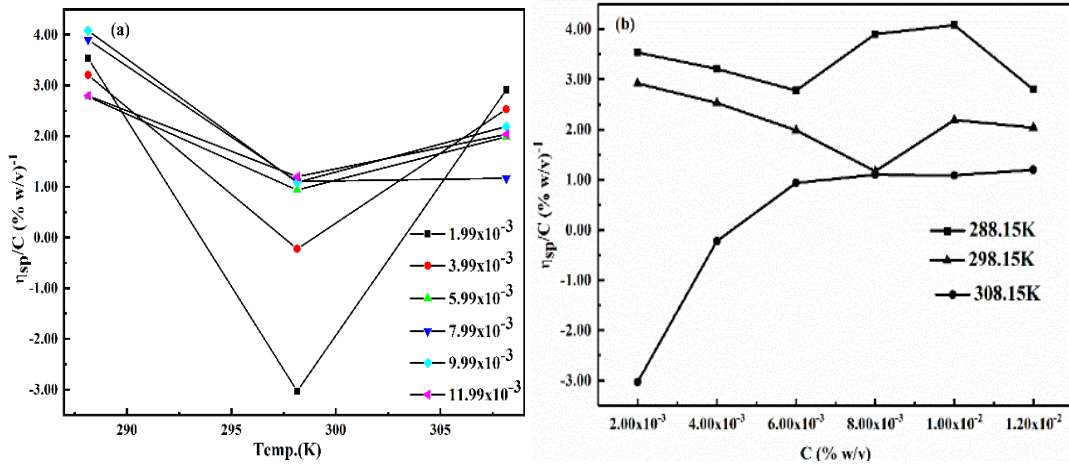 (a)
4.00
3.00
2.00
1.00
0.00
-1.00
-2.00
-3.00
ηsp/C (% w/v)⁻¹
1.99x10⁻³
3.99x10⁻³
5.99x10⁻³
7.99x10⁻³
9.99x10⁻³
11.99x10⁻³
290 295 300 305
Temp.(K)
(b)
4.00
3.00
2.00
1.00
0.00
-1.00
-2.00
-3.00
ηsp/C (% w/v)⁻¹
288.15K
298.15K
308.15K
2.00x10⁻³ 4.00x10⁻³ 6.00x10⁻³ 8.00x10⁻³ 1.00x10⁻² 1.20x10⁻²
C (% w/v)